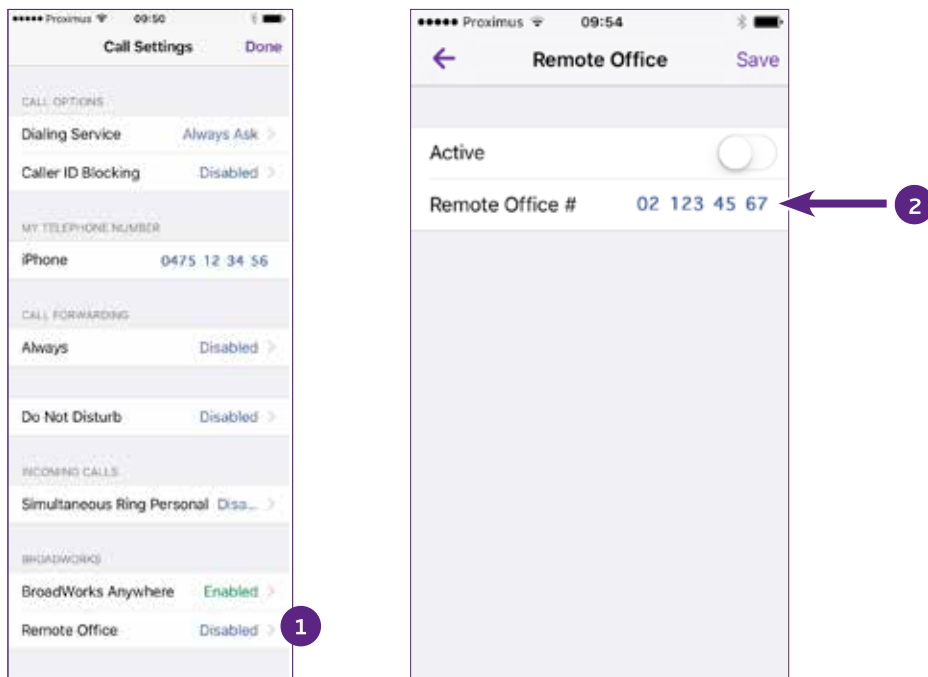 Proximus 09:50
Call Settings Done
CALL OPTIONS
Dialing Service Always Ask
Caller ID Blocking Disabled
MY TELEPHONE NUMBER
iPhone 0475 12 34 56
CALL FORWARDING
Always Disabled
Do Not Disturb Disabled
INCOMING CALLS
Simultaneous Ring Personal Disa...
BROADWORKS
BroadWorks Anywhere Enabled
Remote Office Disabled
1
Proximus 09:54
Remote Office Save
Active
Remote Office # 02 123 45 67
2